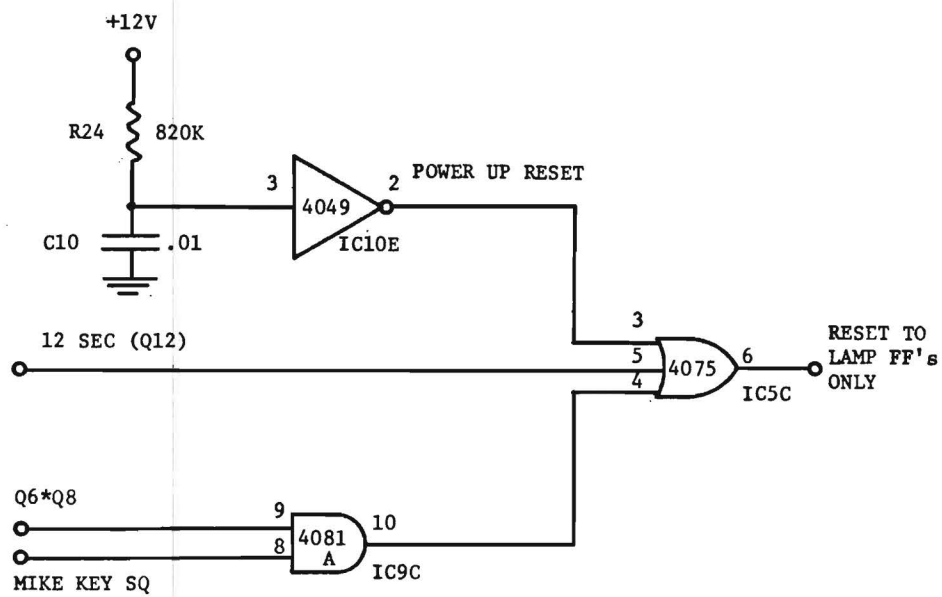 +12V
R24 820K
3
4049
2
POWER UP RESET
IC10E
C10 .01
12 SEC (Q12)
3
5
4
4075
6
IC5C
RESET TO
LAMP FF's
ONLY
Q6*Q8
9
8
4081
A
10
IC9C
MIKE KEY SQ